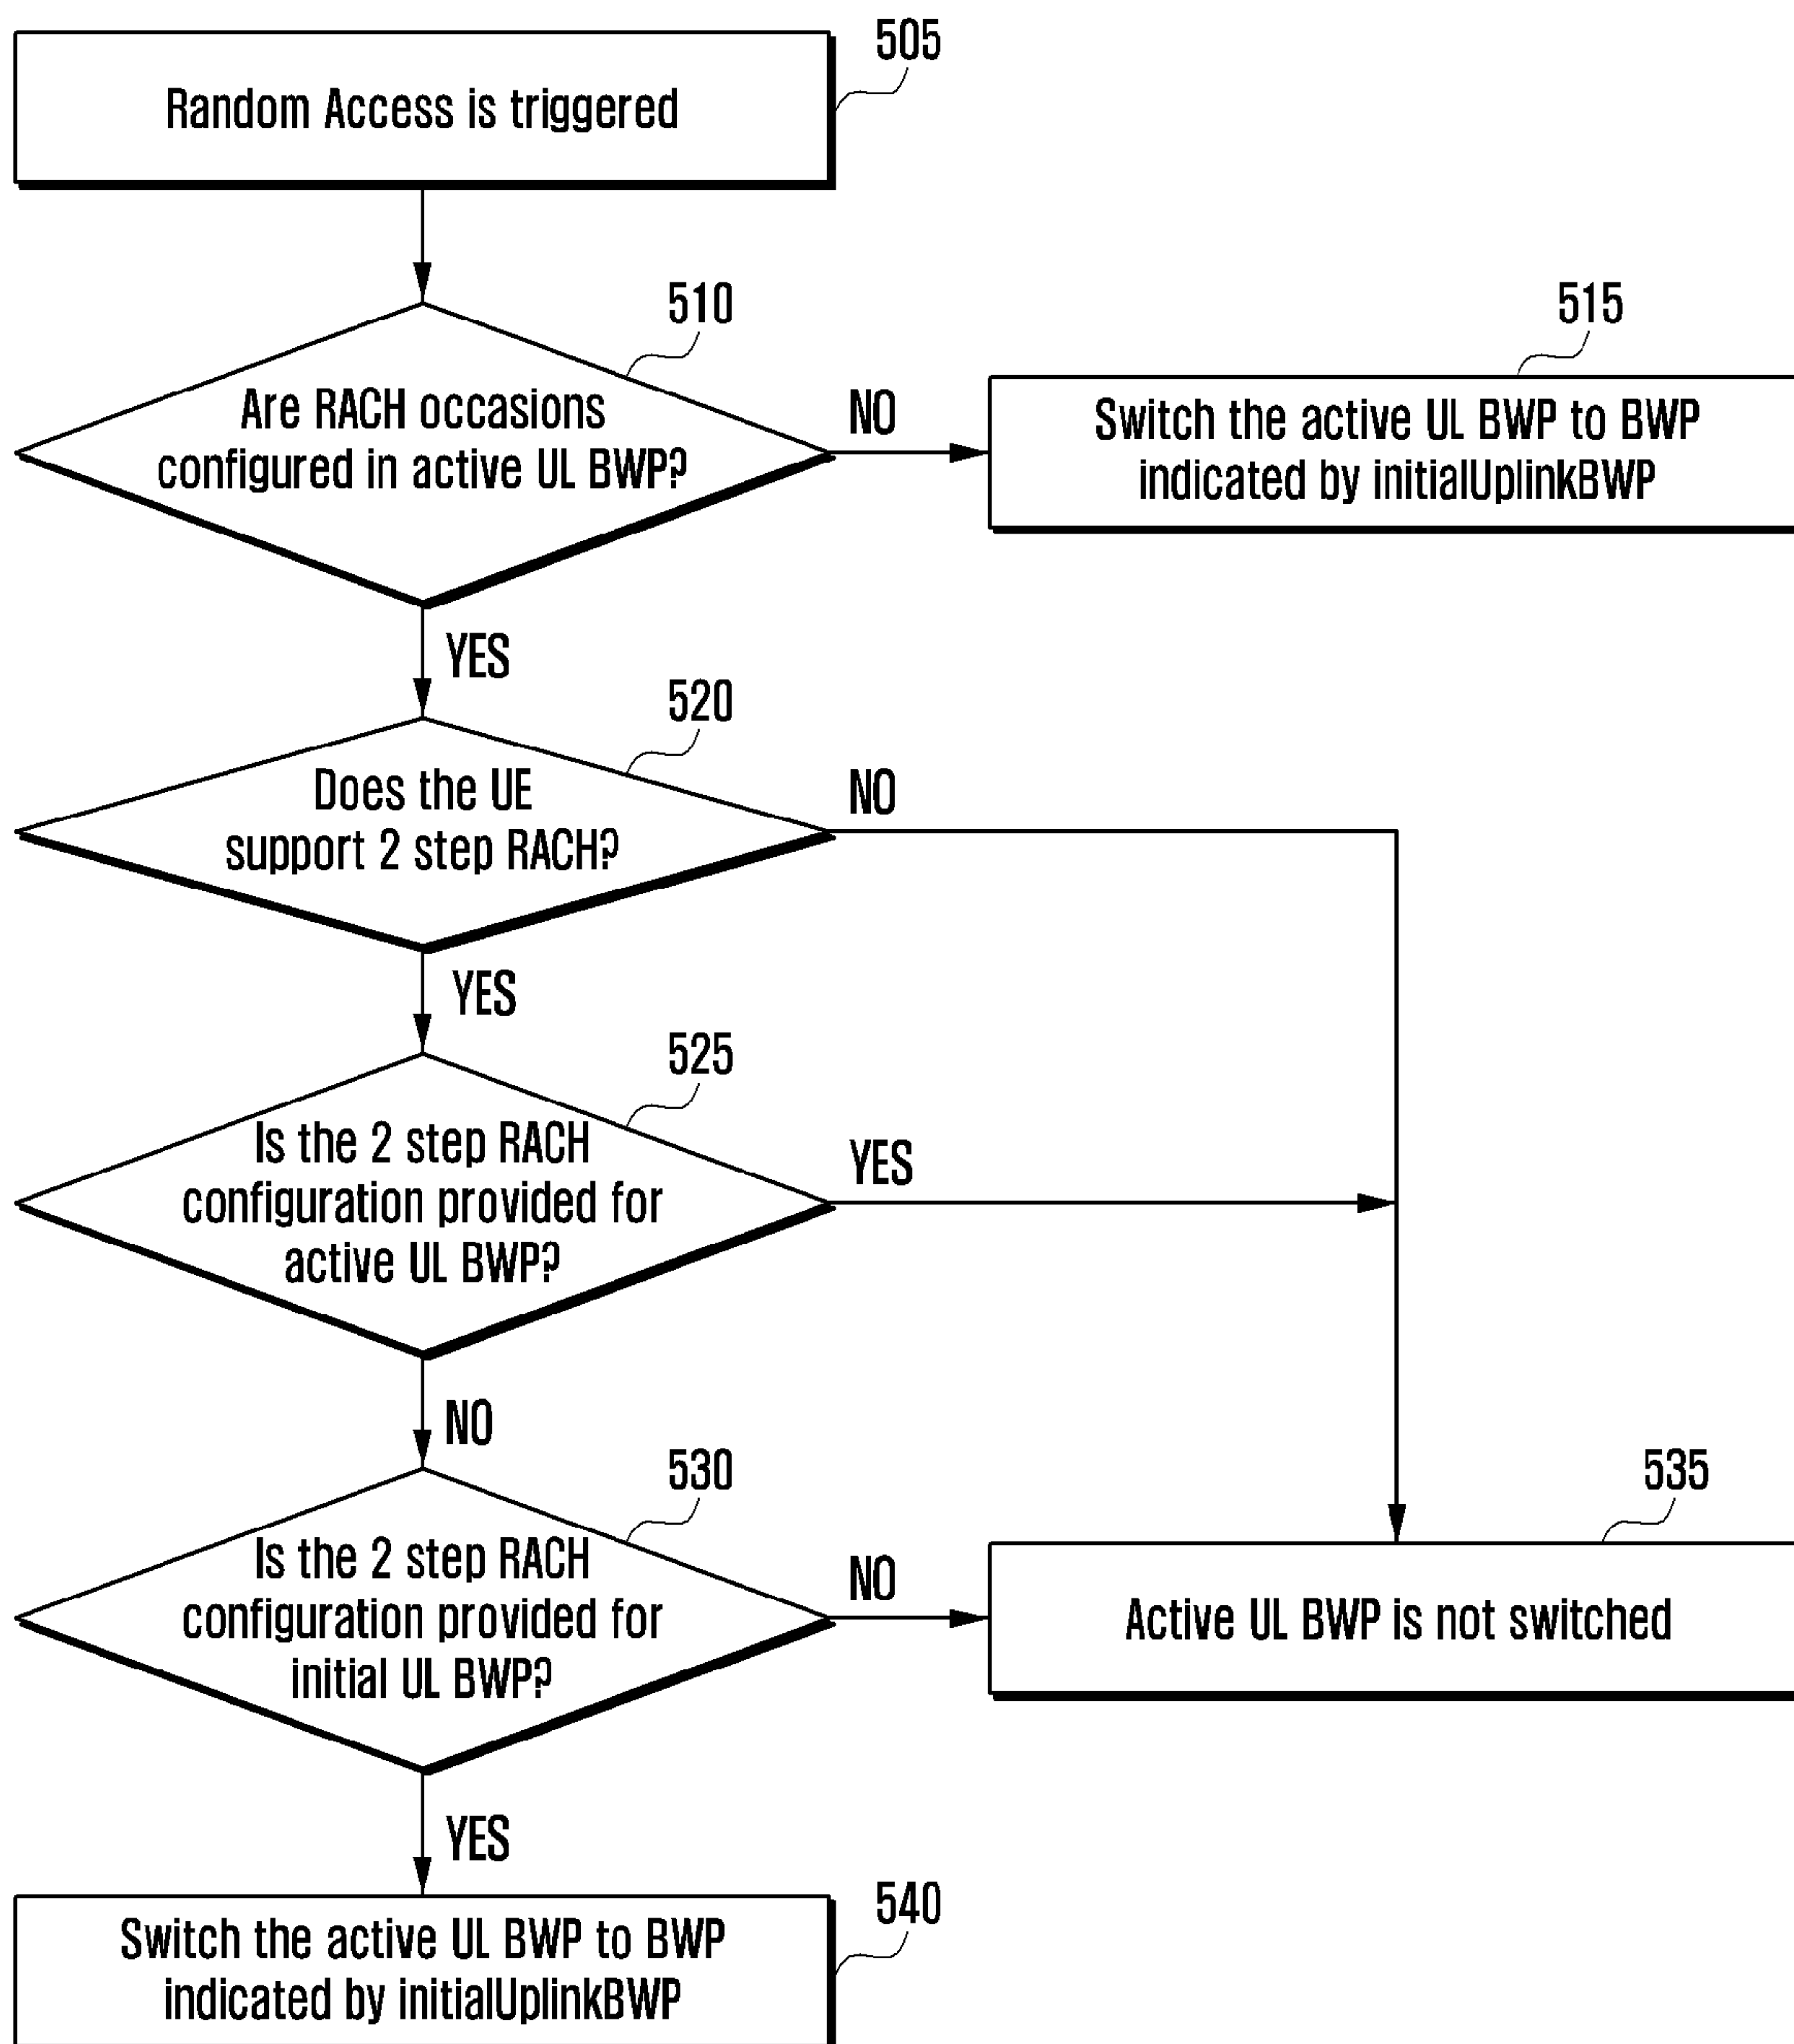 505
Random Access is triggered
510
Are RACH occasions
configured in active UL BWP?
NO
515
Switch the active UL BWP to BWP
indicated by initialUplinkBWP
YES
520
Does the UE
support 2 step RACH?
NO
YES
525
Is the 2 step RACH
configuration provided for
active UL BWP?
YES
NO
530
Is the 2 step RACH
configuration provided for
initial UL BWP?
NO
535
Active UL BWP is not switched
YES
540
Switch the active UL BWP to BWP
indicated by initialUplinkBWP